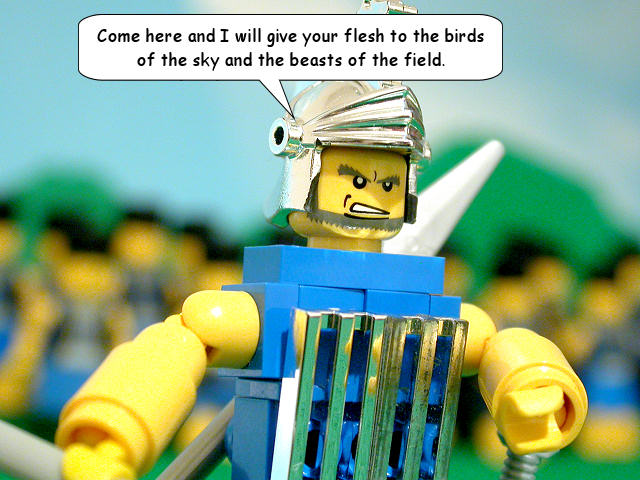 Come here and I will give your flesh to the birds
of the sky and the beasts of the field.